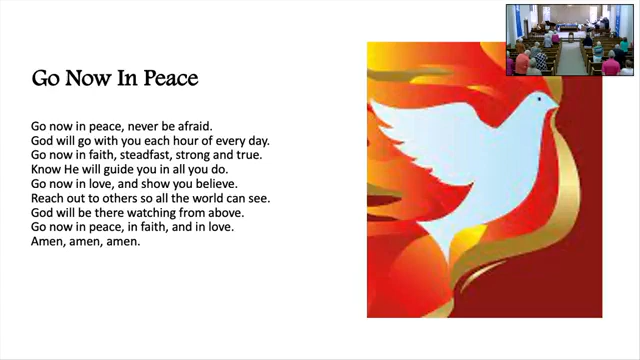 Go Now In Peace
Go now in peace, never be afraid.
God will go with you each hour of every day.
Go now in faith, steadfast, strong and true.
Know He will guide you in all you do.
Go now in love, and show you believe.
Reach out to others so all the world can see.
God will be there watching from above.
Go now in peace, in faith, and in love.
Amen, amen, amen.